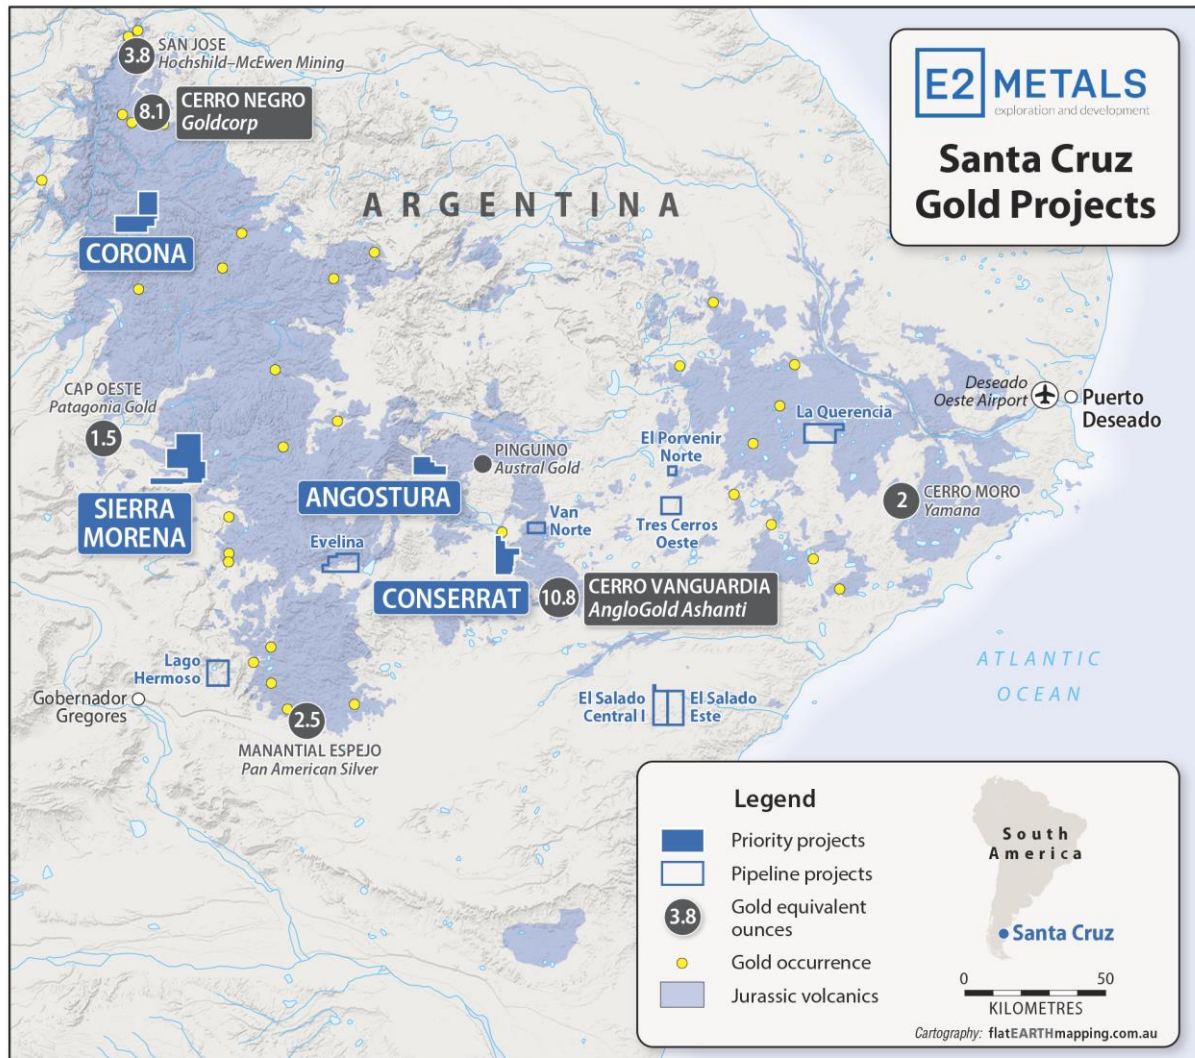 3.8
SAN JOSE
Hochshild–McEwen Mining
8.1
CERRO NEGRO
Goldcorp
E2 METALS
exploration and development
Santa Cruz
Gold Projects
ARGENTINA
CORONA
CAP OESTE
Patagonia Gold
1.5
SIERRA
MORENA
ANGOSTURA
PINGUINO
Austral Gold
El Porvenir
Norte
La Querencia
Deseado
Oeste Airport
Puerto
Deseado
Van
Norte
Tres Cerros
Oeste
2
CERRO MORO
Yamana
Evelina
CONSERRAT
10.8
CERRO VANGUARDIA
AngloGold Ashanti
Lago
Hermoso
Gobernador
Gregores
2.5
MANANTIAL ESPEJO
Pan American Silver
El Salado
Central I
El Salado
Este
ATLANTIC
OCEAN
Legend
Priority projects
Pipeline projects
3.8
Gold equivalent
ounces
Gold occurrence
Jurassic volcanics
South
America
Santa Cruz
0 50
KILOMETRES
Cartography: flatEARTHmapping.com.au